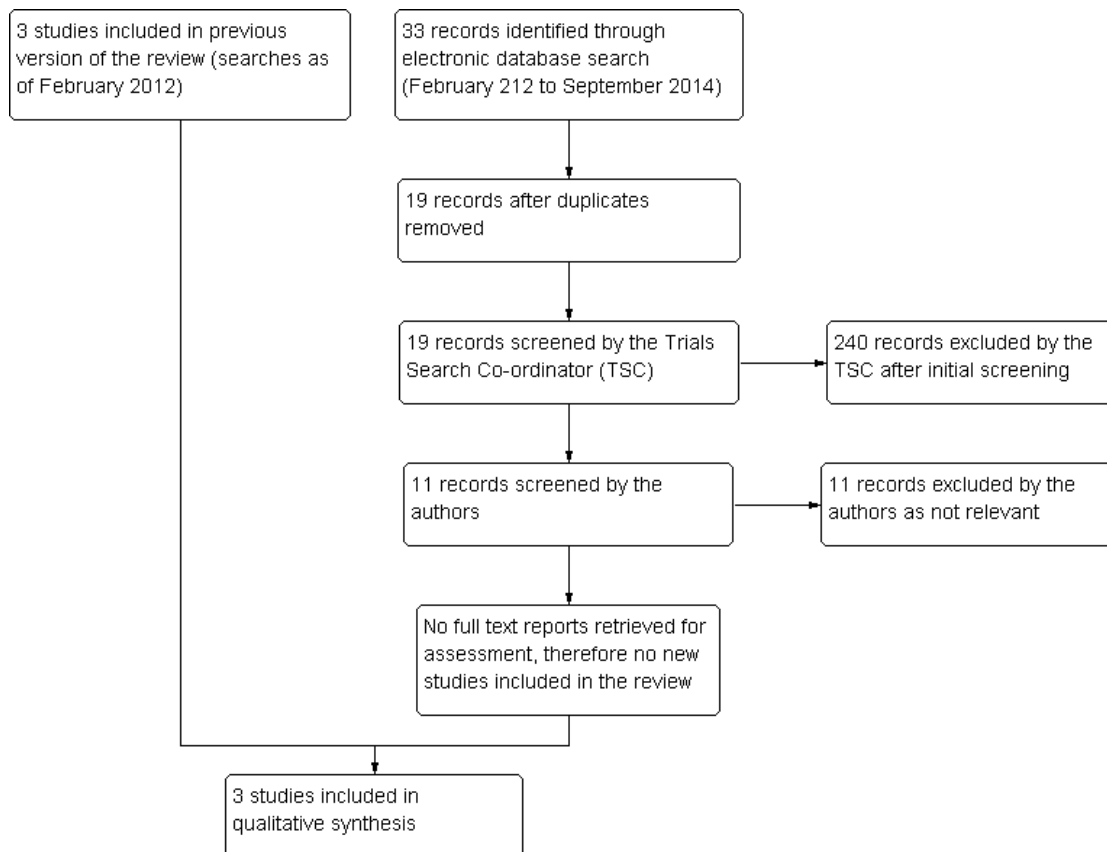 3 studies included in previous
version of the review (searches as
of February 2012)
33 records identified through
electronic database search
(February 212 to September 2014)
19 records after duplicates
removed
19 records screened by the Trials
Search Co-ordinator (TSC)
240 records excluded by the
TSC after initial screening
11 records screened by the
authors
11 records excluded by the
authors as not relevant
No full text reports retrieved for
assessment, therefore no new
studies included in the review
3 studies included in
qualitative synthesis